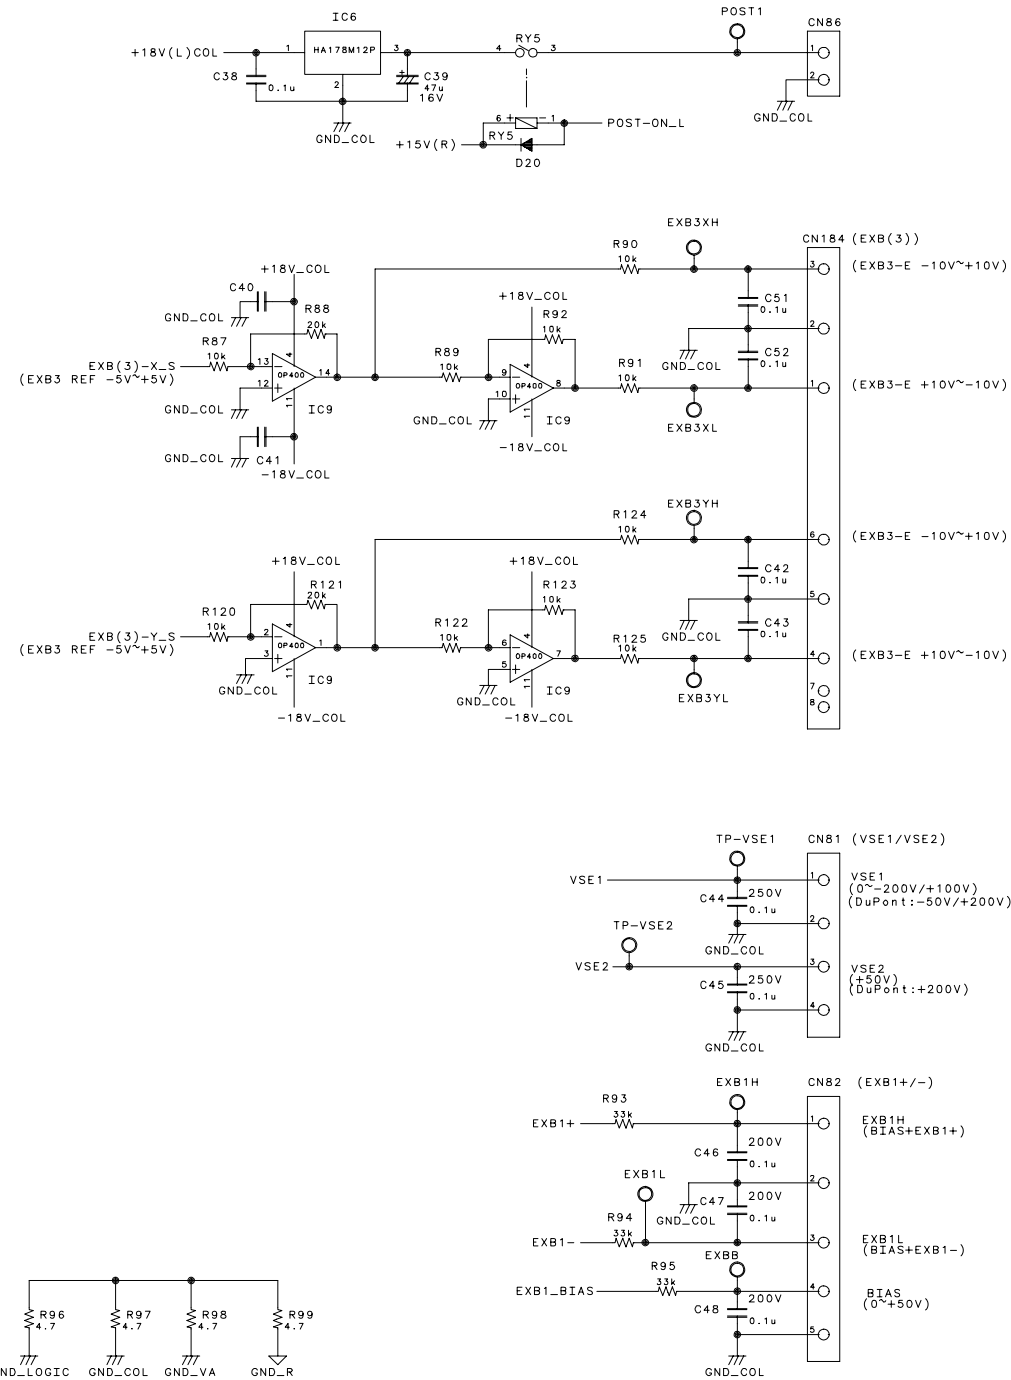 IC6
POST1
CN86
+18V(L)COL
1
HA178M12P
3
RY5
4
3
1
C38
0.1u
2
C39
47u
16V
2
GND_COL
GND_COL
6
+
-
1
POST-ON_L
RY5
+15V(R)
D20
EXB3XH
CN184 (EXB(3))
R90
10k
3
(EXB3-E -10V~+10V)
+18V_COL
C40
GND_COL
R88
20k
+18V_COL
R92
10k
C51
0.1u
2
R87
10k
EXB(3)-X_S
(EXB3 REF -5V~+5V)
13
4
OP400
14
12
11
GND_COL
IC9
R89
10k
9
4
OP400
8
10
11
GND_COL
IC9
GND_COL
C52
0.1u
R91
10k
1
(EXB3-E +10V~-10V)
EXB3XL
GND_COL
C41
-18V_COL
-18V_COL
EXB3YH
R124
10k
6
(EXB3-E -10V~+10V)
+18V_COL
R121
20k
+18V_COL
R123
10k
C42
0.1u
5
R120
10k
EXB(3)-Y_S
(EXB3 REF -5V~+5V)
2
4
OP400
1
3
11
GND_COL
IC9
R122
10k
6
4
OP400
7
5
11
GND_COL
IC9
GND_COL
C43
0.1u
R125
10k
4
(EXB3-E +10V~-10V)
EXB3YL
7
8
-18V_COL
-18V_COL
TP-VSE1
CN81 (VSE1/VSE2)
VSE1
1
VSE1
(0~-200V/+100V)
(DuPont:-50V/+200V)
C44
250V
0.1u
2
TP-VSE2
GND_COL
VSE2
3
VSE2
(+50V)
(DuPont:+200V)
C45
250V
0.1u
4
GND_COL
EXB1H
CN82 (EXB1+/-)
R93
33k
EXB1+
1
EXB1H
(BIAS+EXB1+)
C46
200V
0.1u
EXB1L
2
C47
200V
0.1u
GND_COL
R94
33k
EXB1-
3
EXB1L
(BIAS+EXB1-)
EXBB
R95
33k
EXB1_BIAS
4
BIAS
(0~+50V)
C48
200V
0.1u
5
GND_COL
R96
4.7
R97
4.7
R98
4.7
R99
4.7
ND_LOGIC
GND_COL
GND_VA
GND_R